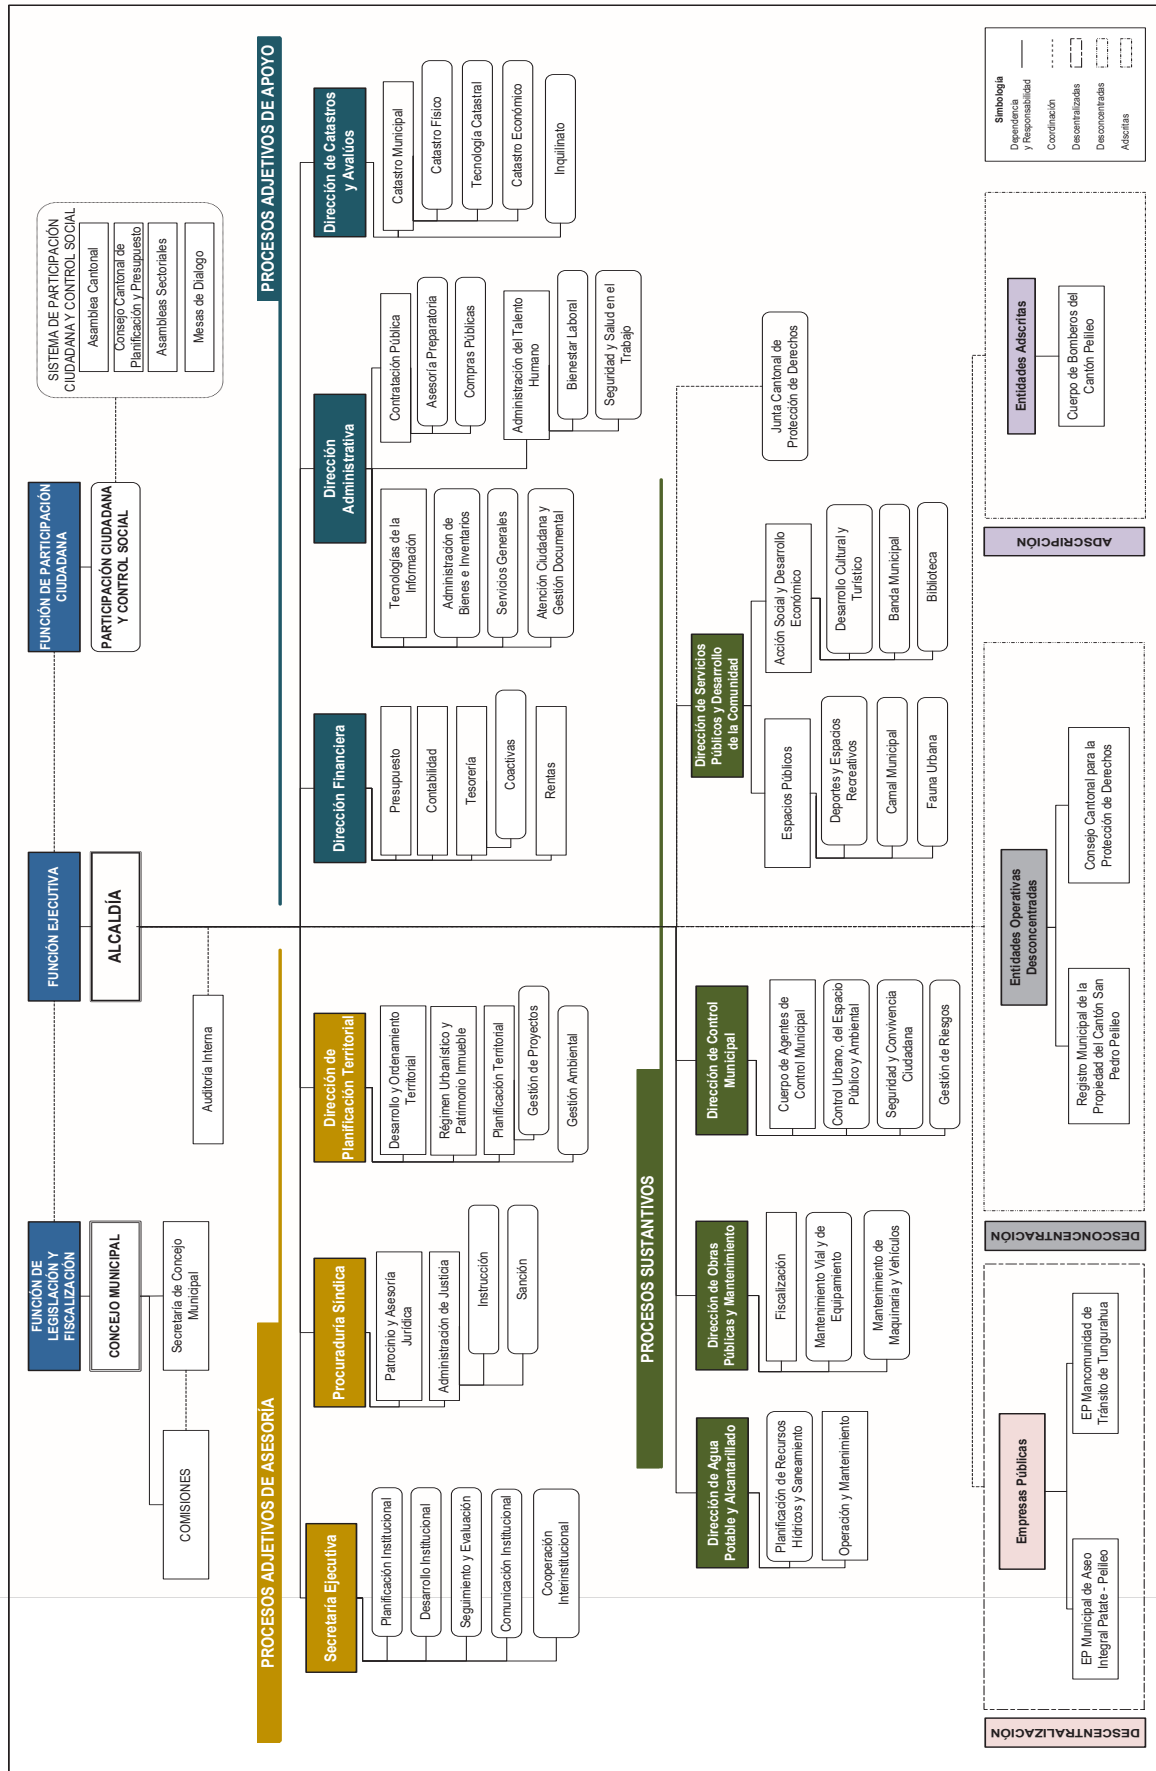 FUNCIÓN DE
LEGISLACIÓN Y
FISCALIZACIÓN
CONCEJO MUNICIPAL
Secretaría de Concejo
Municipal
COMISIONES
FUNCIÓN EJECUTIVA
ALCALDÍA
Auditoría Interna
FUNCIÓN DE PARTICIPACIÓN
CIUDADANA
PARTICIPACIÓN CIUDADANA
Y CONTROL SOCIAL
SISTEMA DE PARTICIPACIÓN
CIUDADANA Y CONTROL SOCIAL
Asamblea Cantonal
Consejo Cantonal de
Planificación y Presupuesto
Asambleas Sectoriales
Mesas de Dialogo
PROCESOS ADJETIVOS DE ASESORÍA
PROCESOS ADJETIVOS DE APOYO
Secretaría Ejecutiva
Planificación Institucional
Desarrollo Institucional
Seguimiento y Evaluación
Comunicación Institucional
Cooperación
Interinstitucional
Procuraduría Síndica
Patrocinio y Asesoría
Jurídica
Administración de Justicia
Instrucción
Sanción
Dirección de
Planificación Territorial
Desarrollo y Ordenamiento
Territorial
Régimen Urbanístico y
Patrimonio Inmueble
Planificación Territorial
Gestión de Proyectos
Gestión Ambiental
Dirección Financiera
Presupuesto
Contabilidad
Tesorería
Coactivas
Rentas
Dirección
Administrativa
Tecnologías de la
Información
Administración de
Bienes e Inventarios
Servicios Generales
Atención Ciudadana y
Gestión Documental
Contratación Pública
Asesoría Preparatoria
Compras Públicas
Administración del Talento
Humano
Bienestar Laboral
Seguridad y Salud en el
Trabajo
Dirección de Catastros
y Avalúos
Catastro Municipal
Catastro Físico
Tecnología Catastral
Catastro Económico
Inquilinato
PROCESOS SUSTANTIVOS
Dirección de Agua
Potable y Alcantarillado
Planificación de Recursos
Hídricos y Saneamiento
Operación y Mantenimiento
Dirección de Obras
Públicas y Mantenimiento
Fiscalización
Mantenimiento Vial y de
Equipamiento
Mantenimiento de
Maquinaria y Vehículos
Dirección de Control
Municipal
Cuerpo de Agentes de
Control Municipal
Control Urbano, del Espacio
Público y Ambiental
Seguridad y Convivencia
Ciudadana
Gestión de Riesgos
Dirección de Servicios
Públicos y Desarrollo
de la Comunidad
Espacios Públicos
Deportes y Espacios
Recreativos
Camal Municipal
Fauna Urbana
Acción Social y Desarrollo
Económico
Desarrollo Cultural y
Turístico
Banda Municipal
Biblioteca
Junta Cantonal de
Protección de Derechos
DESCENTRALIZACIÓN
Empresas Públicas
EP Municipal de Aseo
Integral Patate - Pelileo
EP Mancomunidad de
Tránsito de Tungurahua
DESCONCENTRACIÓN
Entidades Operativas
Desconcentradas
Registro Municipal de la
Propiedad del Cantón San
Pedro Pelileo
Consejo Cantonal para la
Protección de Derechos
ADSCRIPCIÓN
Entidades Adscritas
Cuerpo de Bomberos del
Cantón Pelileo
Simbología
Dependencia
y Responsabilidad
Coordinación
Descentralizadas
Desconcentradas
Adscritas